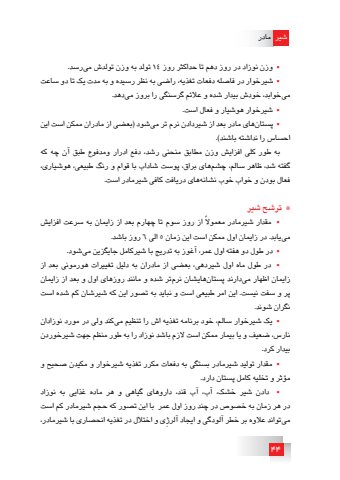 شیر مادر
• وزن نوزاد در روز دهم تا حداکثر روز ۱٤ تولد به وزن تولدش می‌رسد.
• شیرخوار در فاصله دفعات تغذیه، راضی به نظر رسیده و به مدت یک تا دو ساعت
می‌خوابد، خودش بیدار شده و علائم گرسنگی را بروز می‌دهد.
• شیرخوار هوشیار و فعال است.
• پستان‌های مادر بعد از شیردادن نرم تر می‌شود (بعضی از مادران ممکن است این
احساس را نداشته باشند).
به طور کلی افزایش وزن مطابق منحنی رشد، دفع ادرار ومدفوع طبق آن چه که
گفته شد، ظاهر سالم، چشم‌های براق، پوست شاداب با قوام و رنگ طبیعی، هوشیاری،
فعال بودن و خواب خوب نشانه‌های دریافت کافی شیرمادر است.
• ترشح شیر
• مقدار شیرمادر معمولاً از روز سوم تا چهارم بعد از زایمان به سرعت افزایش
می‌یابد. در زایمان اول ممکن است این زمان ٥ الی ٦ روز باشد.
• در طول دو هفته اول عمر، آغوز به تدریج با شیرکامل جایگزین می‌شود.
• در طول ماه اول شیردهی، بعضی از مادران به دلیل تغییرات هورمونی بعد از
زایمان اظهار می‌دارند پستان‌هایشان نرم‌تر شده و مانند روزهای اول و بعد از زایمان
پر و سفت نیست. این امر طبیعی است و نباید به تصور این که شیرشان کم شده است
نگران شوند.
• یک شیرخوار سالم، خود برنامه تغذیه اش را تنظیم می‌کند ولی در مورد نوزادان
نارس، ضعیف و یا بیمار ممکن است لازم باشد نوزاد را به طور منظم جهت شیرخوردن
بیدار کرد.
• مقدار تولید شیرمادر بستگی به دفعات مکرر تغذیه شیرخوار و مکیدن صحیح و
مؤثر و تخلیه کامل پستان دارد.
• دادن شیر خشک، آب، آب قند، داروهای گیاهی و هر ماده غذایی به نوزاد
در هر زمان به خصوص در چند روز اول عمر با این تصور که حجم شیرمادر کم است
می‌تواند علاوه بر خطر آلودگی و ایجاد آلرژی و اختلال در تغذیه انحصاری با شیرمادر،
۴۴